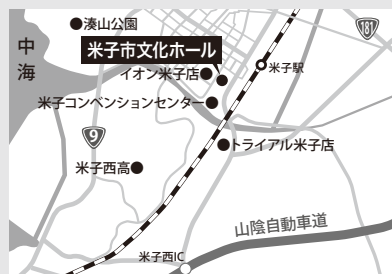 湊山公園
181
中海
米子市文化ホール
イオン米子店
米子駅
米子コンベンションセンター
9
トライアル米子店
米子西高
山陰自動車道
米子西IC